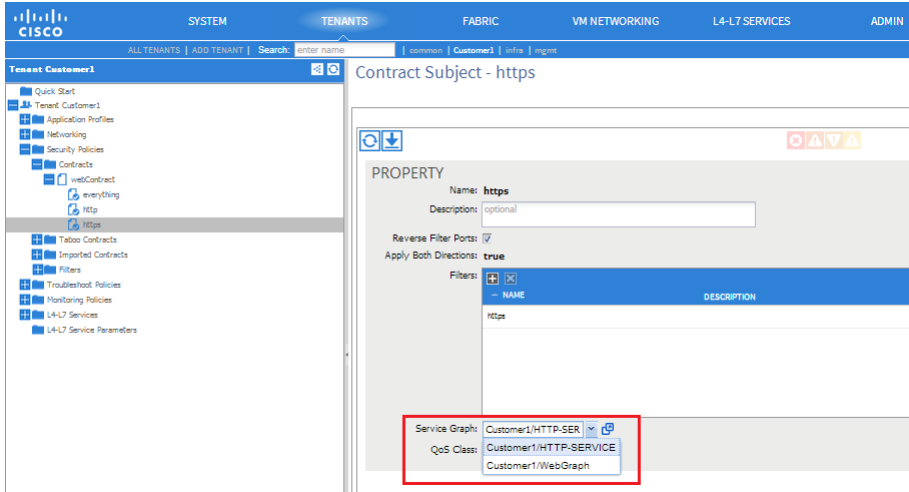 CISCO
SYSTEM TENANTS FABRIC VM NETWORKING L4-L7 SERVICES ADMIN
ALL TENANTS | ADD TENANT | Search: enter name | common | Customer1 | infra | mgmt
Tenant Customer1
Quick Start
Tenant Customer1
Application Profiles
Networking
Security Policies
Contracts
webContract
everything
http
https
Taboo Contracts
Imported Contracts
Filters
Troubleshoot Policies
Monitoring Policies
L4-L7 Services
L4-L7 Service Parameters
Contract Subject - https
PROPERTY
Name: https
Description: optional
Reverse Filter Ports:
Apply Both Directions: true
Filters:
NAME DESCRIPTION
https
Service Graph: Customer1/HTTP-SER
QoS Class: Customer1/HTTP-SERVICE
Customer1/WebGraph